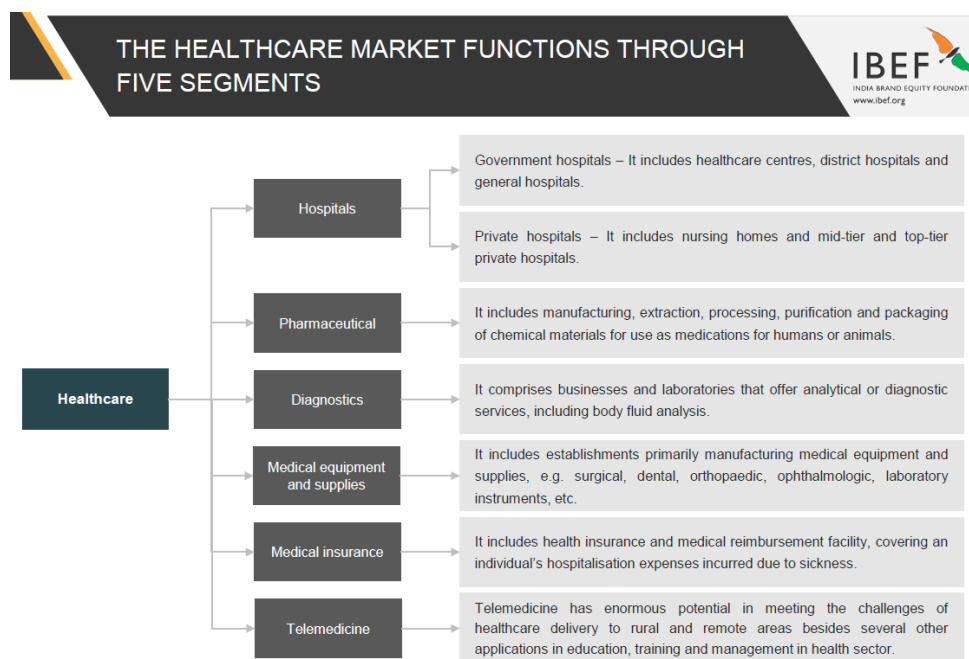 THE HEALTHCARE MARKET FUNCTIONS THROUGH
FIVE SEGMENTS
IBEF
INDIA BRAND EQUITY FOUNDAT
www.ibef.org
Healthcare
Hospitals
Government hospitals – It includes healthcare centres, district hospitals and
general hospitals.
Private hospitals – It includes nursing homes and mid-tier and top-tier
private hospitals.
Pharmaceutical
It includes manufacturing, extraction, processing, purification and packaging
of chemical materials for use as medications for humans or animals.
Diagnostics
It comprises businesses and laboratories that offer analytical or diagnostic
services, including body fluid analysis.
Medical equipment
and supplies
It includes establishments primarily manufacturing medical equipment and
supplies, e.g. surgical, dental, orthopaedic, ophthalmologic, laboratory
instruments, etc.
Medical insurance
It includes health insurance and medical reimbursement facility, covering an
individual's hospitalisation expenses incurred due to sickness.
Telemedicine
Telemedicine has enormous potential in meeting the challenges of
healthcare delivery to rural and remote areas besides several other
applications in education, training and management in health sector.